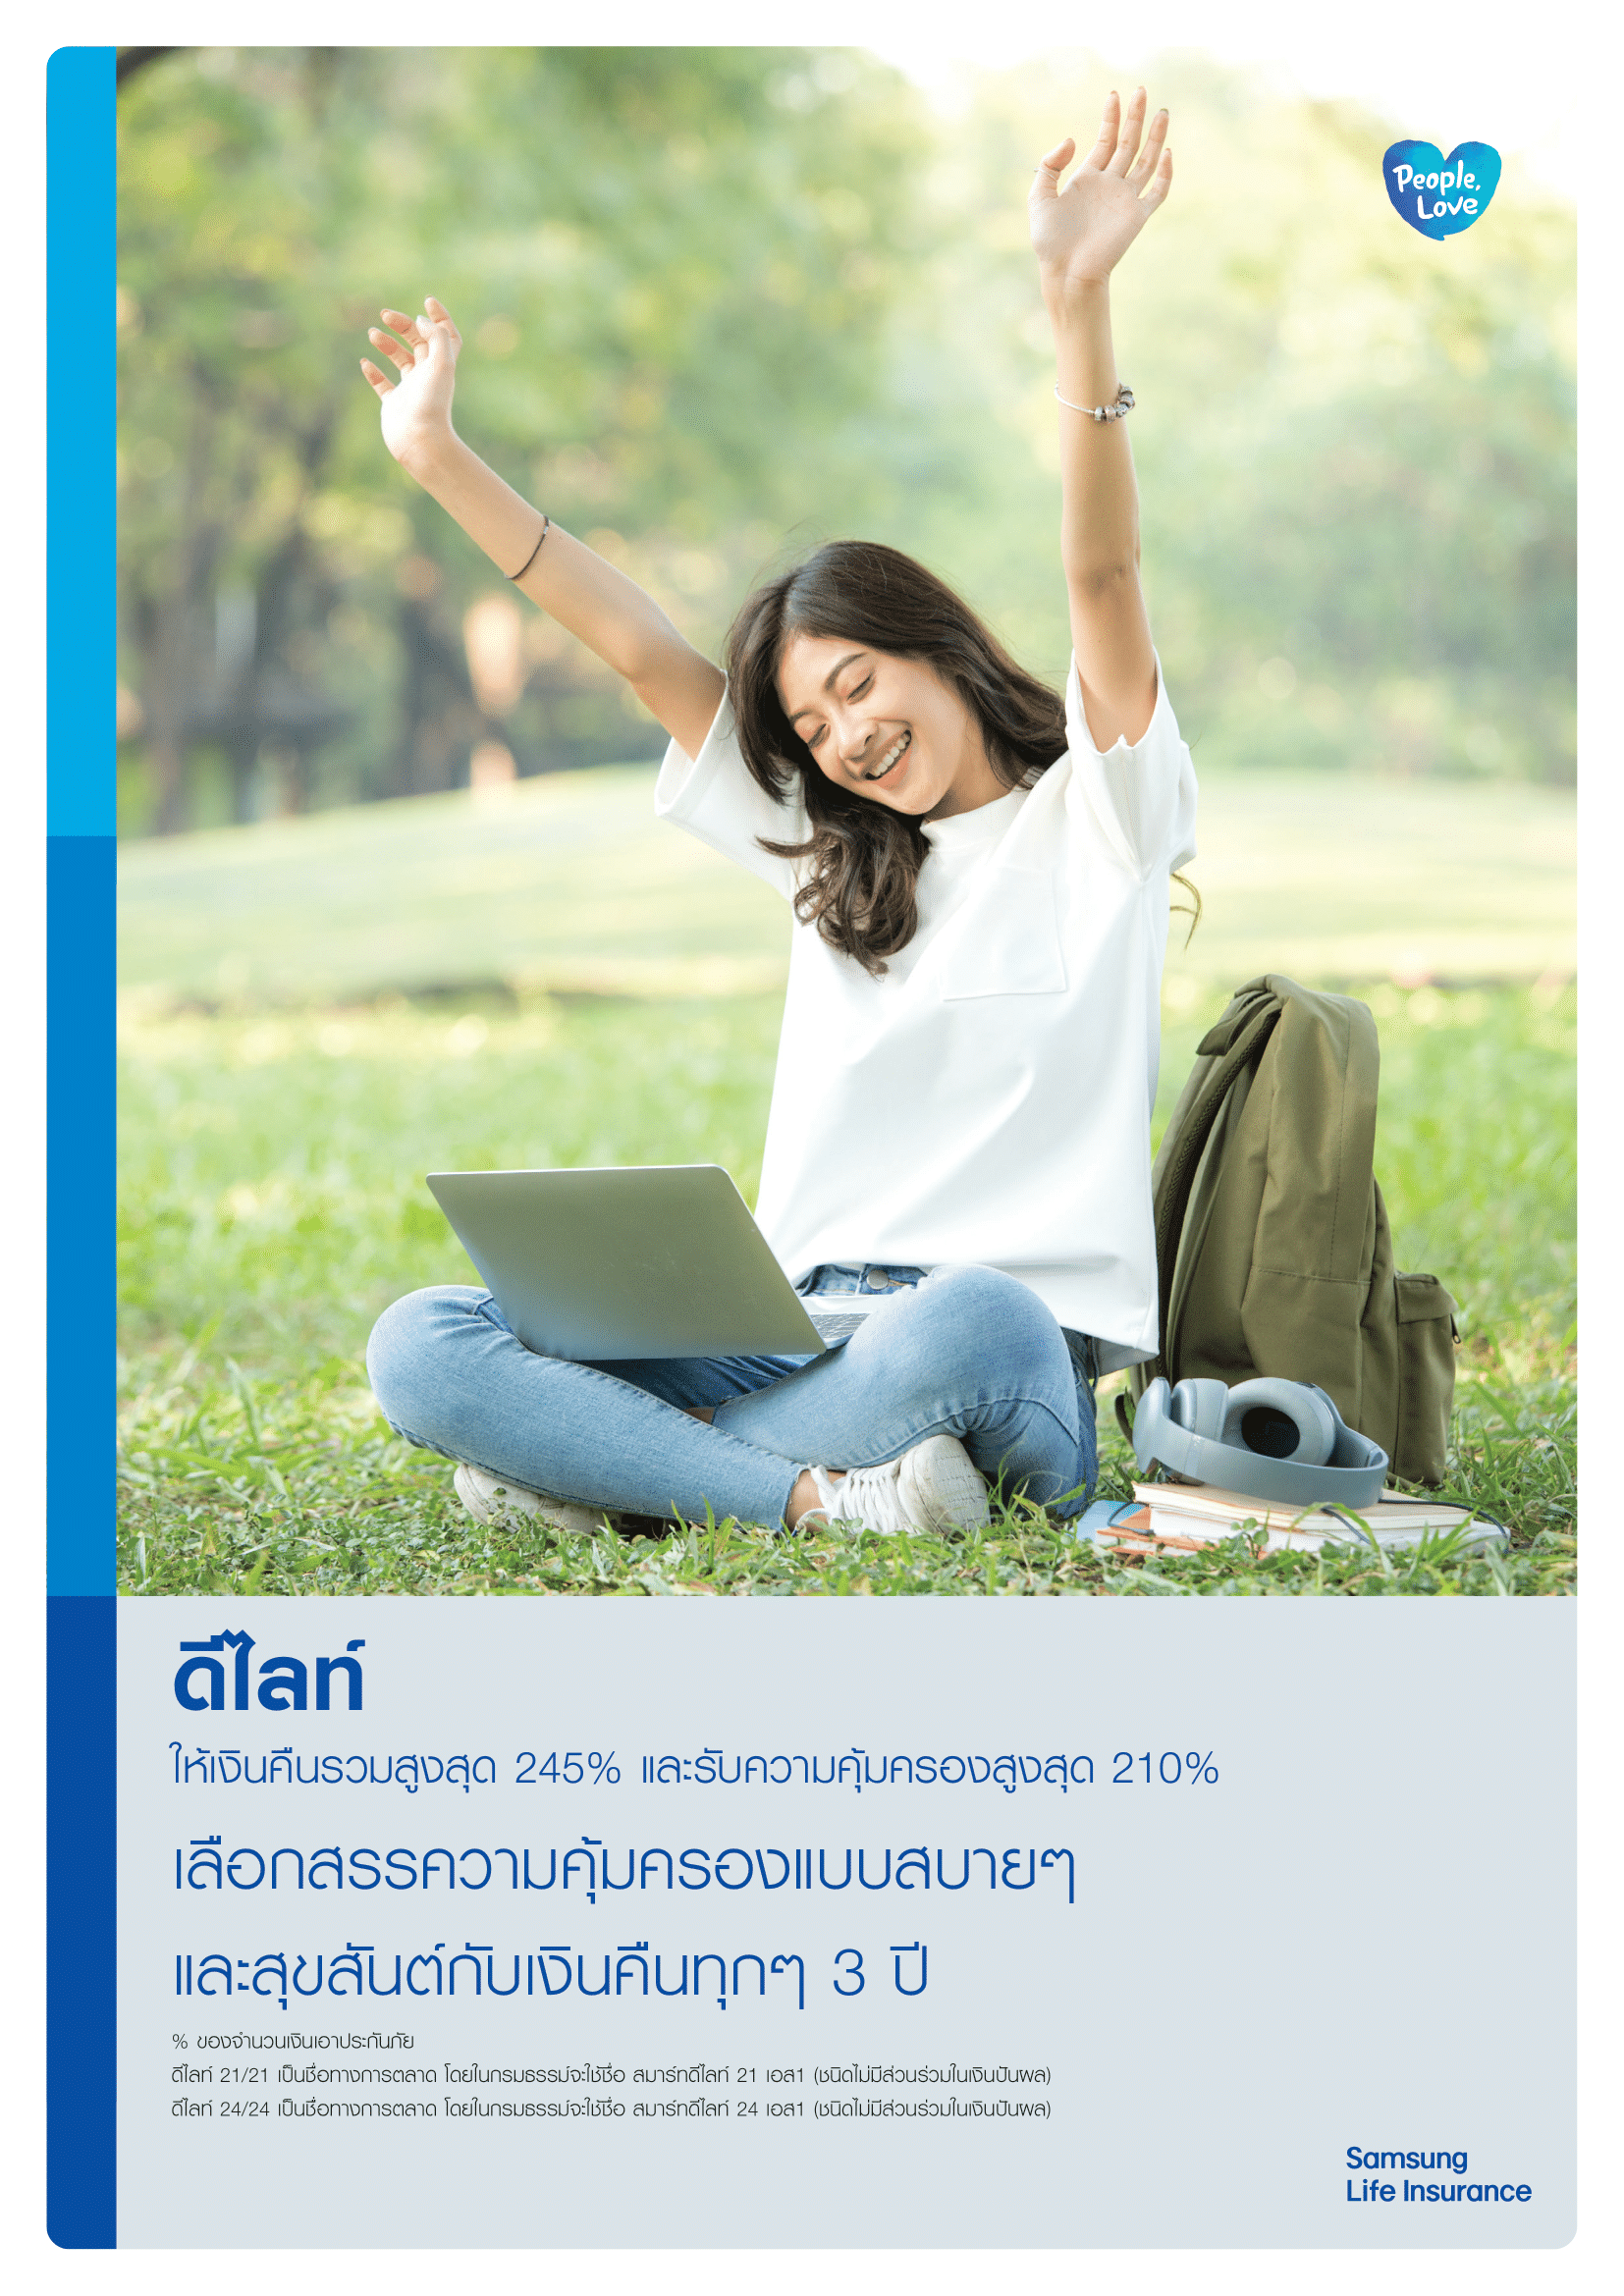 People,
Love
ดีไลท์
ให้เงินคืนรวมสูงสุด 245% และรับความคุ้มครองสูงสุด 210%
เลือกสรรความคุ้มครองแบบสบายๆ
และสุขสันต์กับเงินคืนทุกๆ 3 ปี
% ของจำนวนเงินเอาประกันภัย
ดีไลท์ 21/21 เป็นชื่อทางการตลาด โดยในกรมธรรม์จะใช้ชื่อ สมาร์ทดีไลท์ 21 เอส1 (ชนิดไม่มีส่วนร่วมในเงินปันผล)
ดีไลท์ 24/24 เป็นชื่อทางการตลาด โดยในกรมธรรม์จะใช้ชื่อ สมาร์ทดีไลท์ 24 เอส1 (ชนิดไม่มีส่วนร่วมในเงินปันผล)
Samsung
Life Insurance